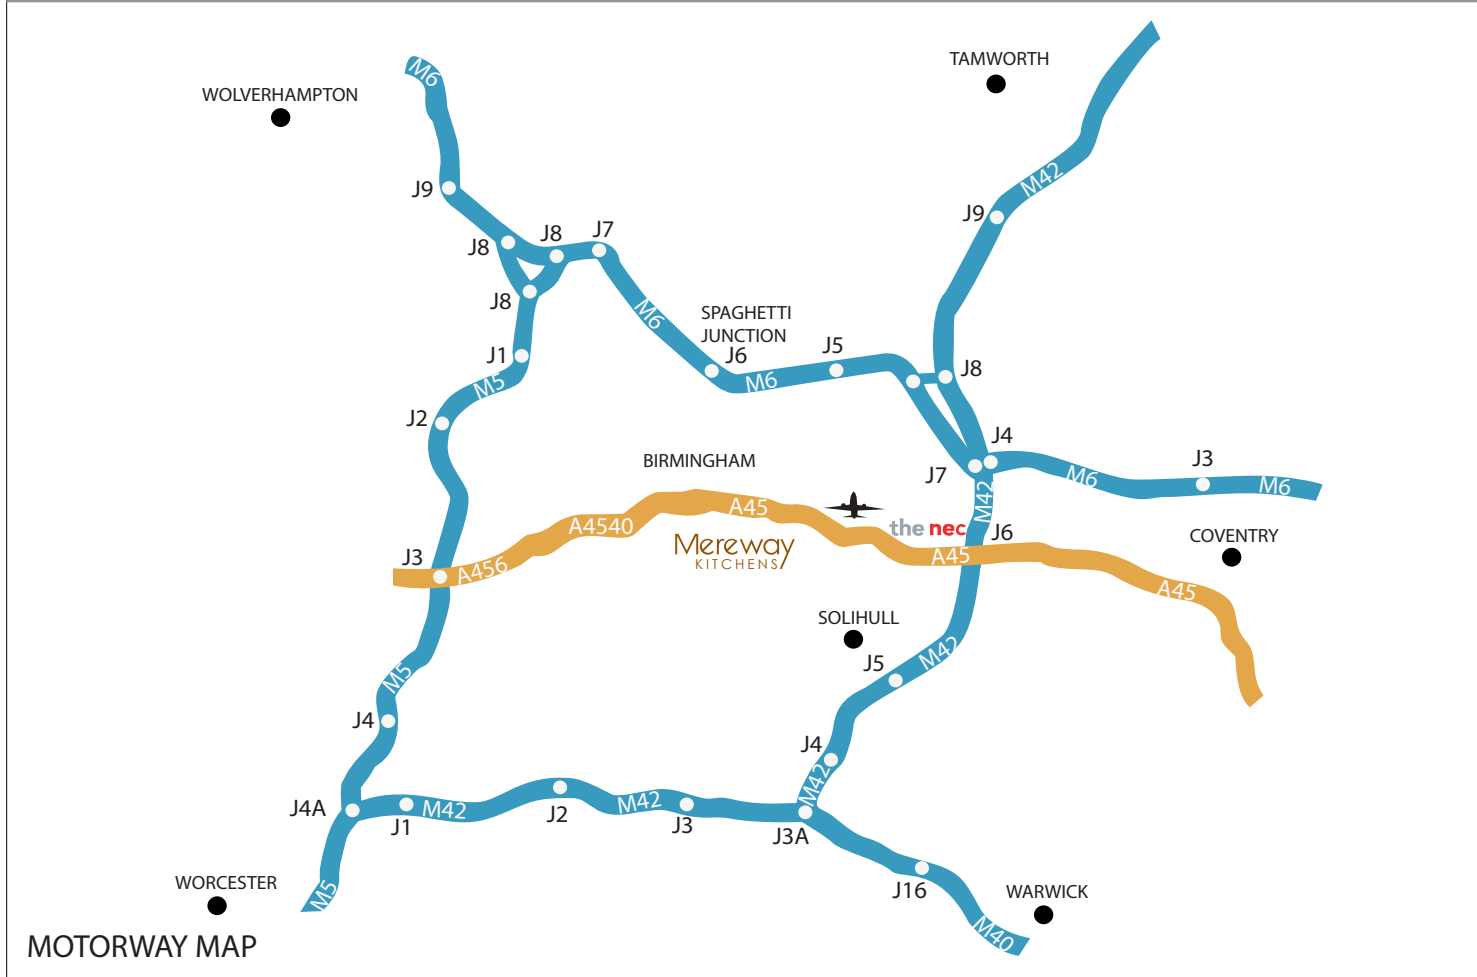 M6
TAMWORTH
WOLVERHAMPTON
M42
J9
J9
J8
J8
J7
J8
M6
SPAGHETTI
JUNCTION
J6
J5
J1
M5
M6
J8
J2
J4
J7
M6
J3
M6
BIRMINGHAM
M42
A45
A4540
the nec
J6
COVENTRY
Mereway
KITCHENS
J3
A456
A45
A45
SOLIHULL
M42
J5
M5
J4
J4
M42
J4A
J1
M42
J2
M42
J3
J3A
WORCESTER
M5
J16
WARWICK
M40
MOTORWAY MAP